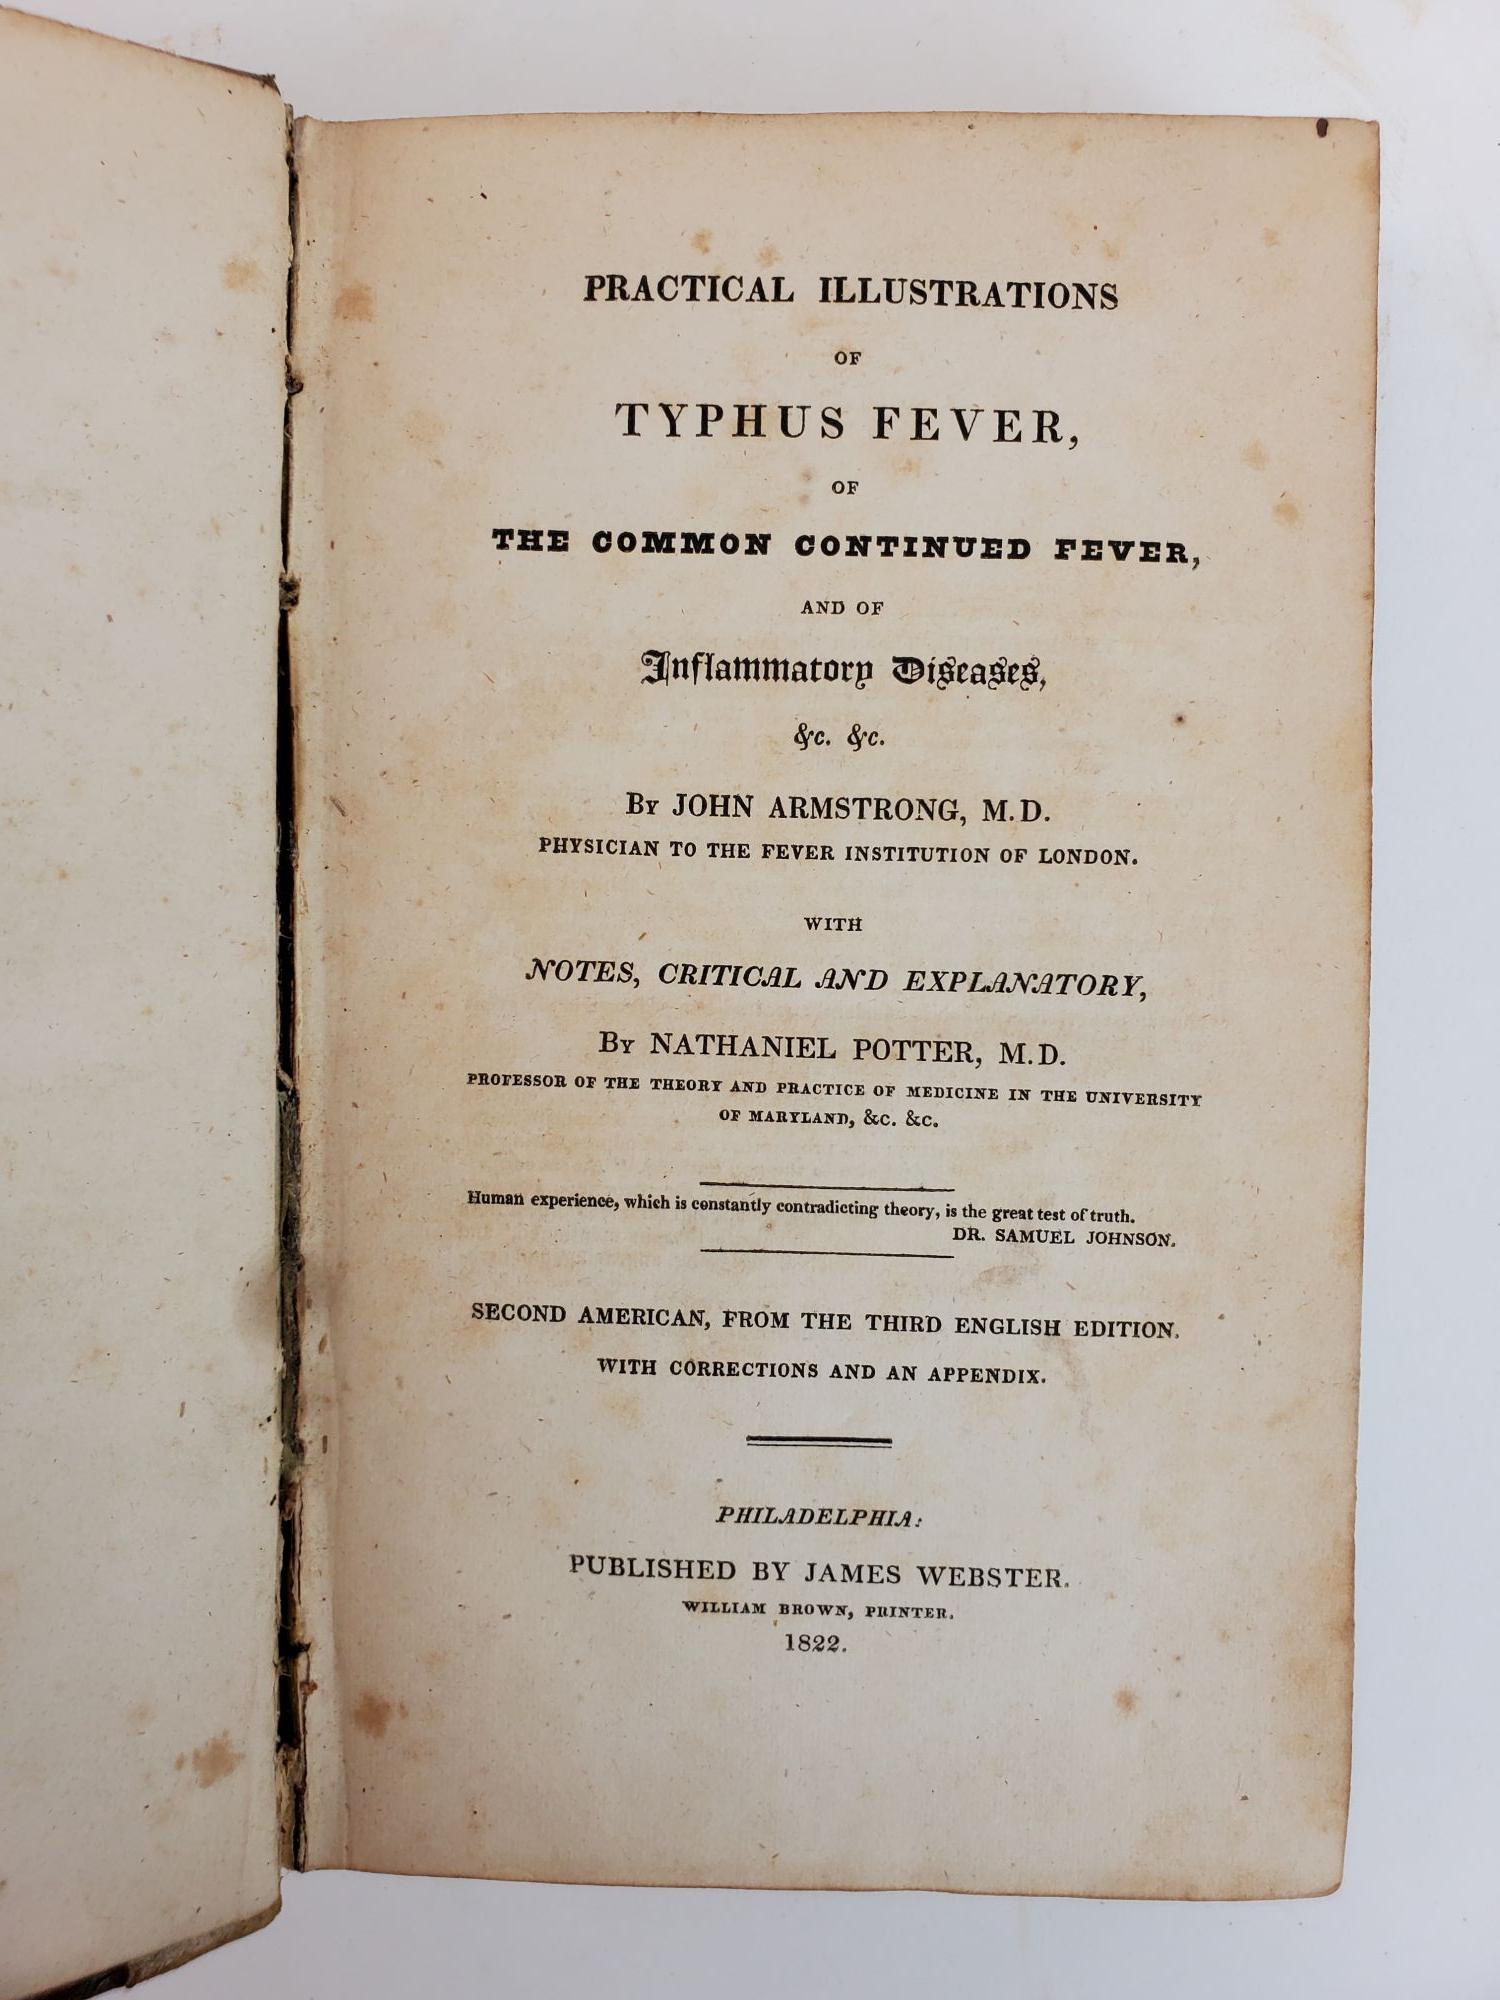 PRACTICAL ILLUSTRATIONS
OF
TYPHUS FEVER,
OF
THE COMMON CONTINUED FEVER,
AND OF
Inflammatory Diseases,
&c. &c.
By JOHN ARMSTRONG, M.D.
PHYSICIAN TO THE FEVER INSTITUTION OF LONDON.
WITH
NOTES, CRITICAL AND EXPLANATORY,
By NATHANIEL POTTER, M.D.
PROFESSOR OF THE THEORY AND PRACTICE OF MEDICINE IN THE UNIVERSITY
OF MARYLAND, &c. &c.
Human experience, which is constantly contradicting theory, is the great test of truth.
DR. SAMUEL JOHNSON.
SECOND AMERICAN, FROM THE THIRD ENGLISH EDITION.
WITH CORRECTIONS AND AN APPENDIX.
PHILADELPHIA:
PUBLISHED BY JAMES WEBSTER.
WILLIAM BROWN, PRINTER.
1822.